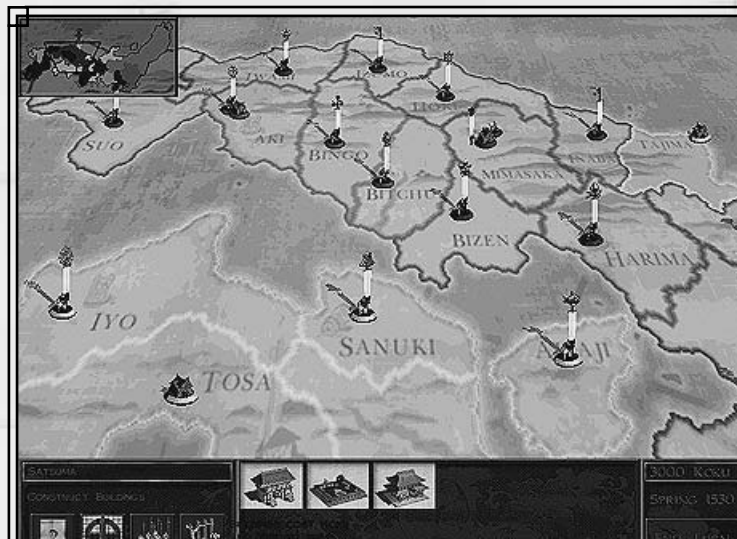 IWAMI
IZUMO
HOKI
SUO
AKI
BINGO
BITCHU
MIMASAKA
INABA
TAJIMA
BIZEN
HARIMA
IYO
SANUKI
TOSA
SATSUMA
CONSTRUCT BUILDINGS
3000 KOKU
SPRING 1530